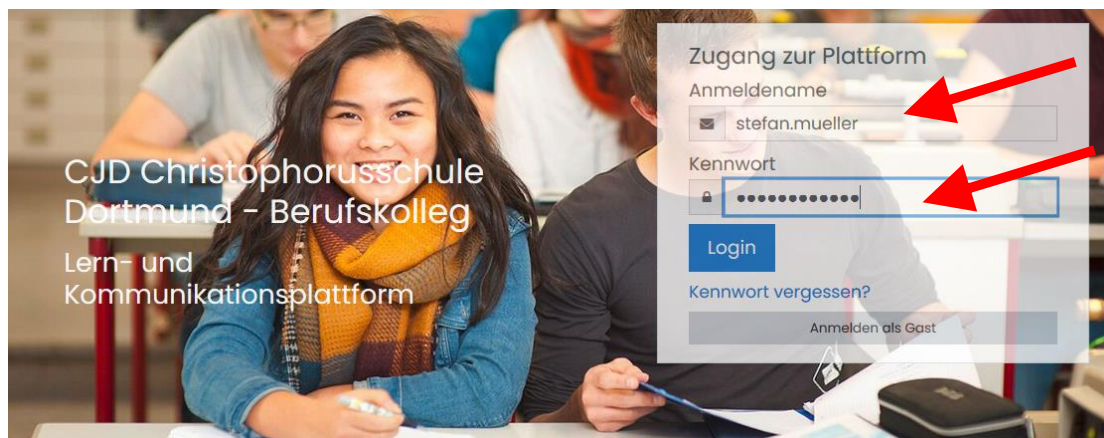 CJD Christophorusschule
Dortmund - Berufskolleg
Lern- und
Kommunikationsplattform
Zugang zur Plattform
Anmeldename
stefan.mueller
Kennwort
••••••••••••
Login
Kennwort vergessen?
Anmelden als Gast